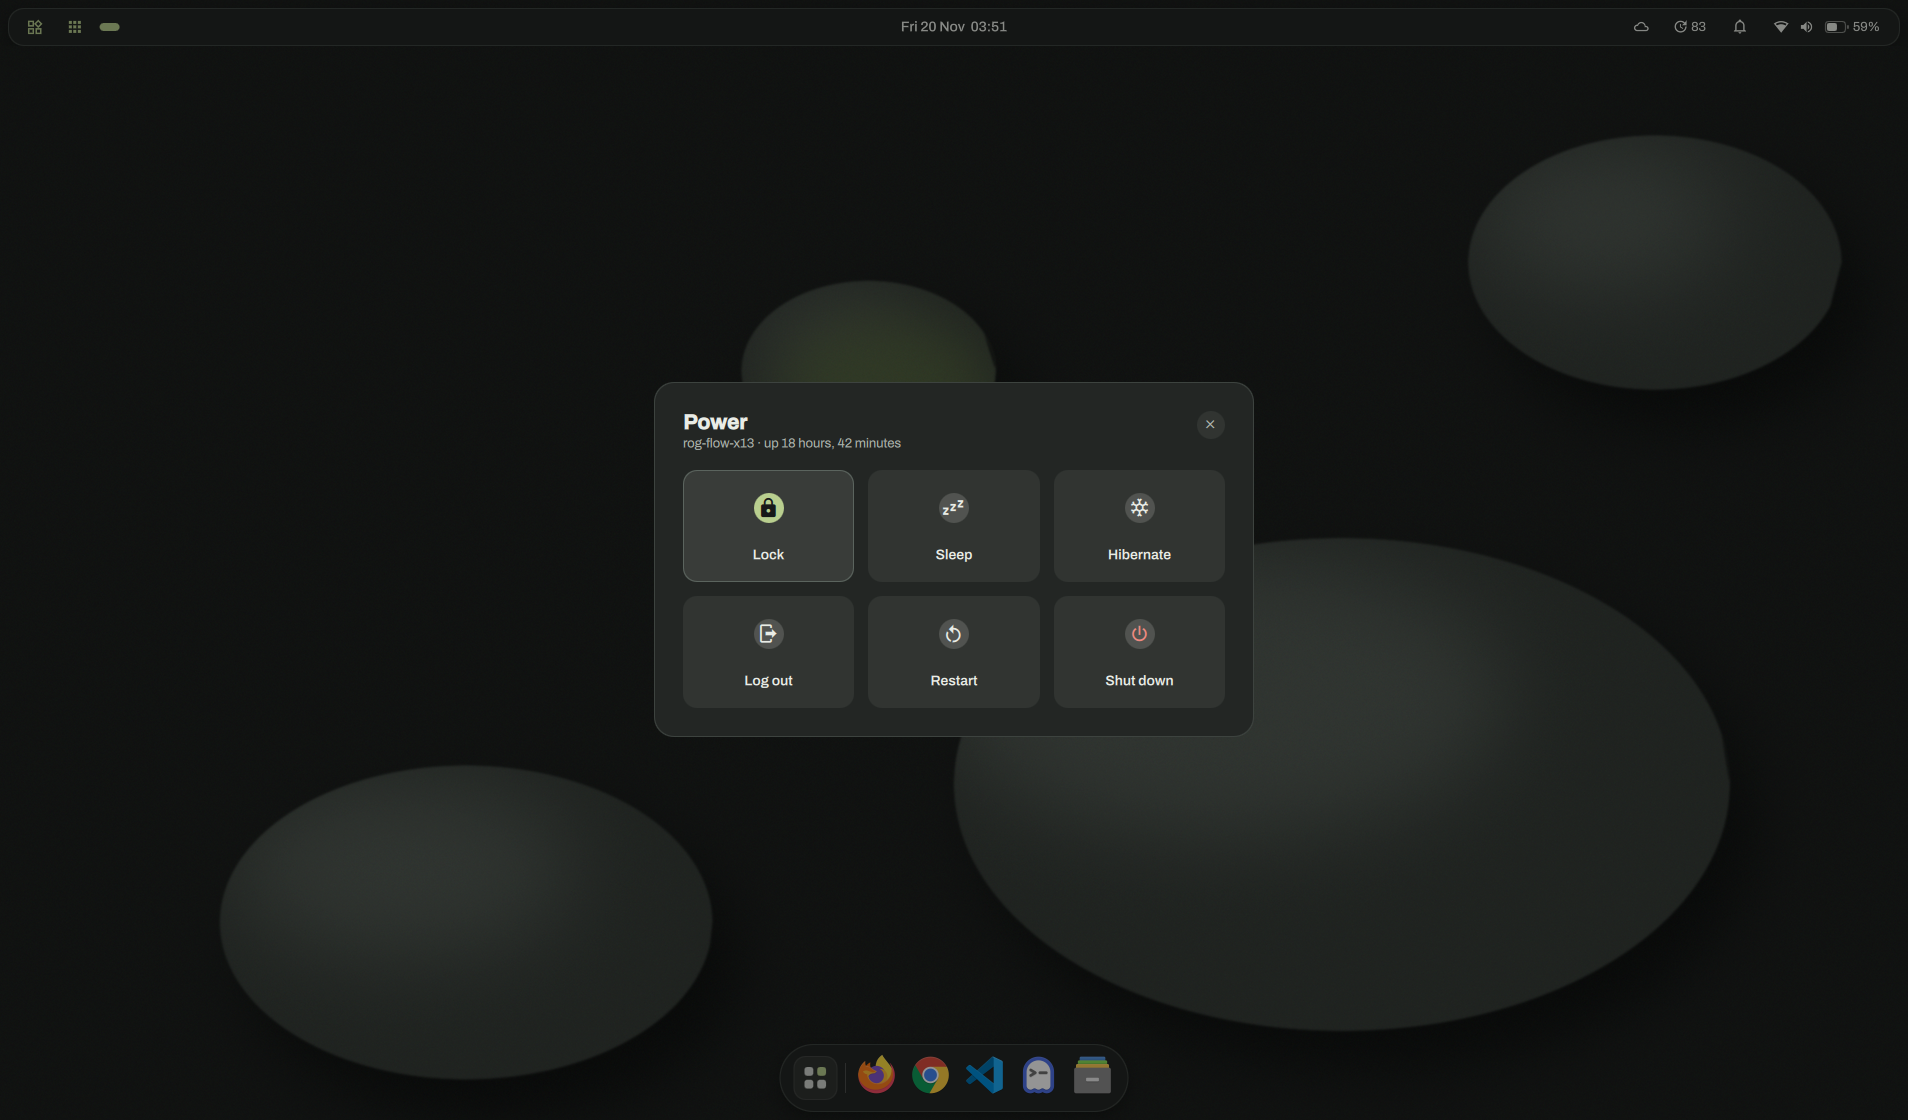 Fri 20 Nov 03:51
83
59%
Power
rog-flow-x13 · up 18 hours, 42 minutes
Lock
Sleep
Hibernate
Log out
Restart
Shut down